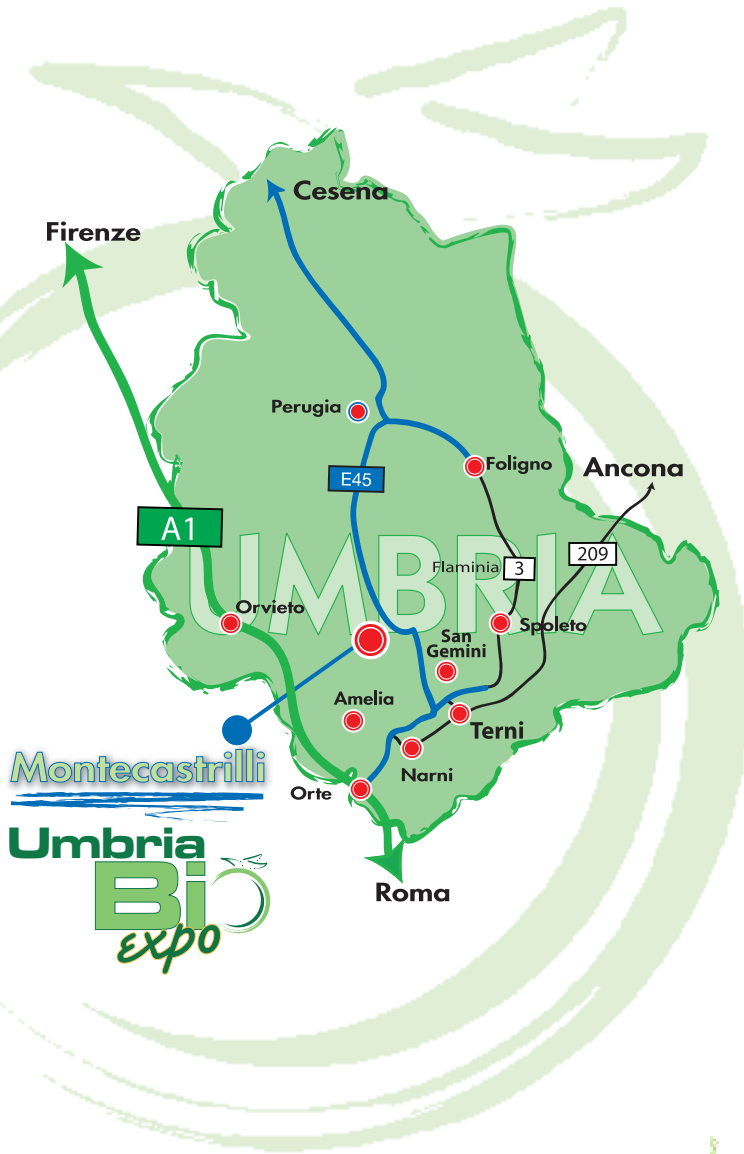 Cesena
Firenze
Perugia
Foligno
Ancona
E45
A1
UMBRIA
209
Flaminia
3
Orvieto
Spoleto
San
Gemini
Amelia
Terni
Montecastrilli
Narni
Orte
Umbria
Bio
expo
Roma